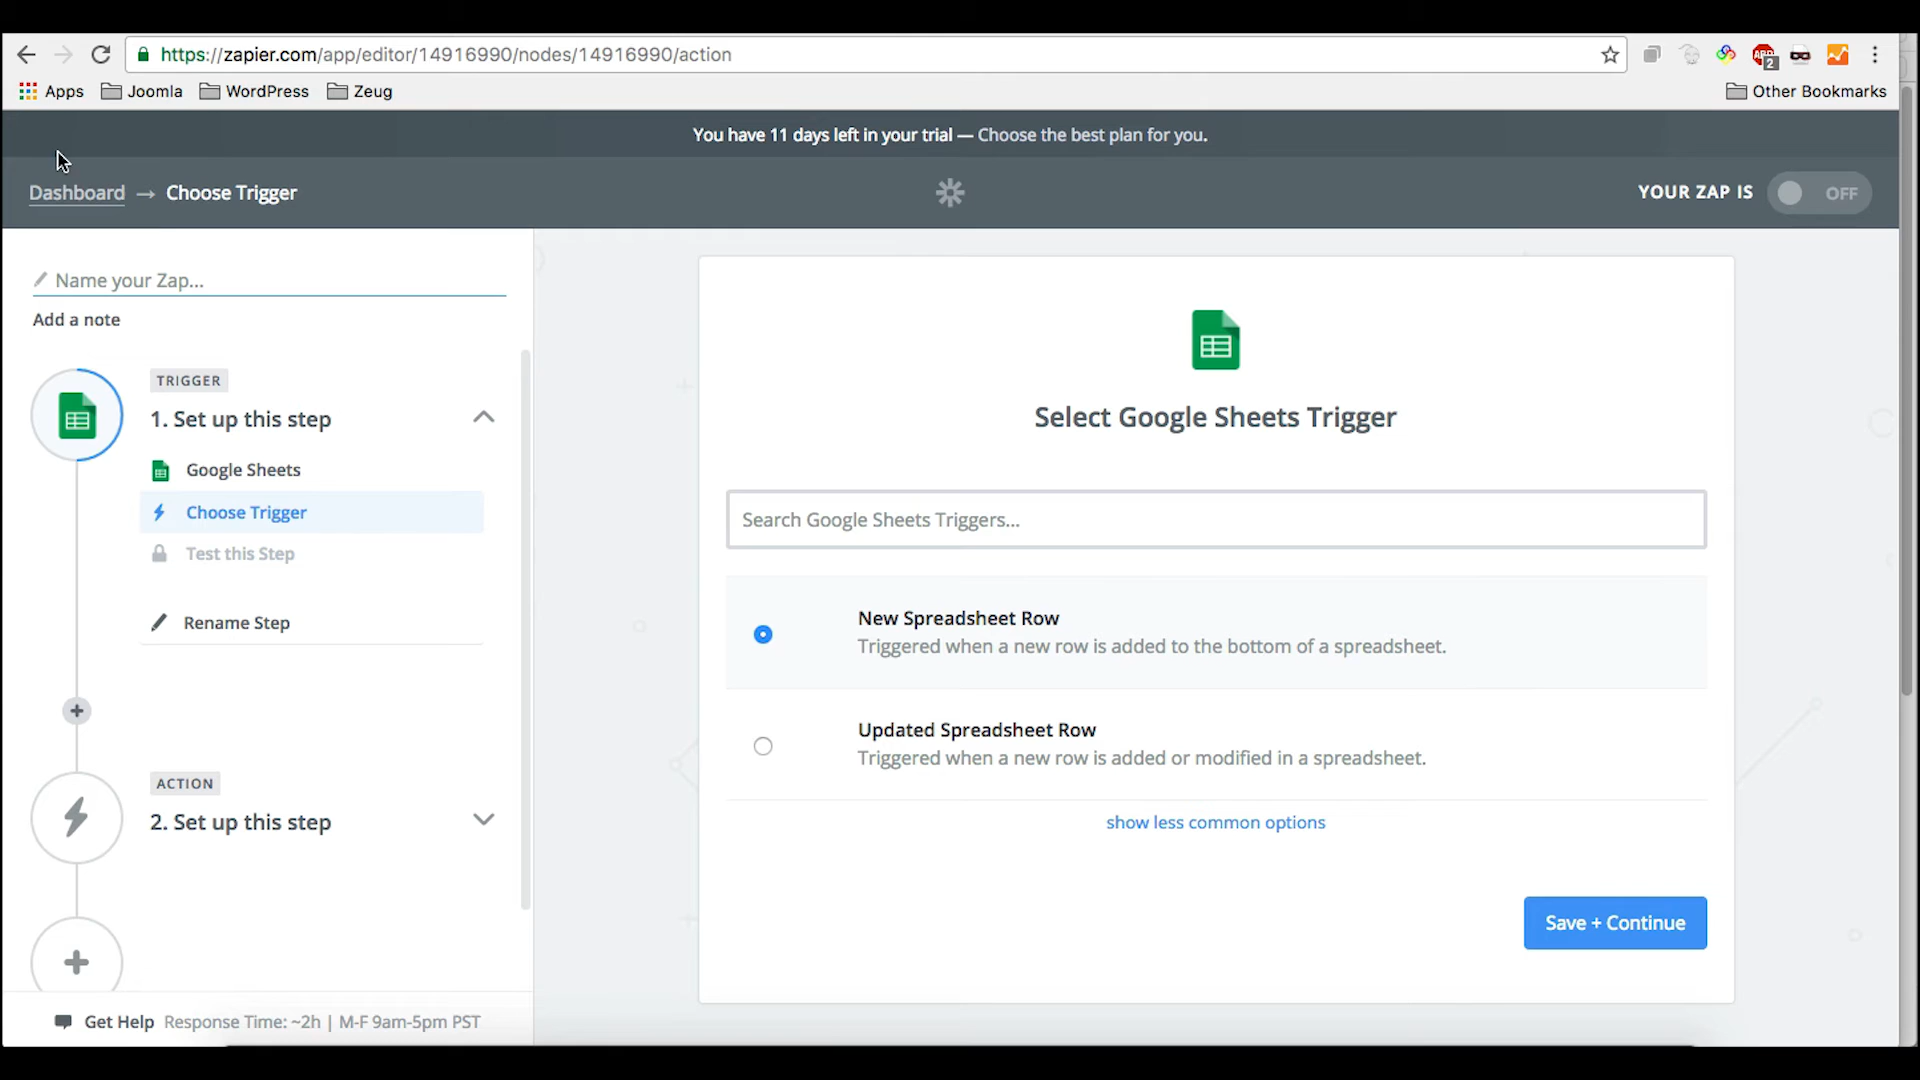 https://zapier.com/app/editor/14916990/nodes/14916990/action
ABP
2
Apps Joomla WordPress Zeug Other Bookmarks
You have 11 days left in your trial — Choose the best plan for you.
Dashboard → Choose Trigger
YOUR ZAP IS OFF
Name your Zap...
Add a note
TRIGGER
1. Set up this step
Google Sheets
Choose Trigger
Test this Step
Rename Step
ACTION
2. Set up this step
Get Help Response Time: ~2h | M-F 9am-5pm PST
Select Google Sheets Trigger
Search Google Sheets Triggers...
New Spreadsheet Row
Triggered when a new row is added to the bottom of a spreadsheet.
Updated Spreadsheet Row
Triggered when a new row is added or modified in a spreadsheet.
show less common options
Save + Continue